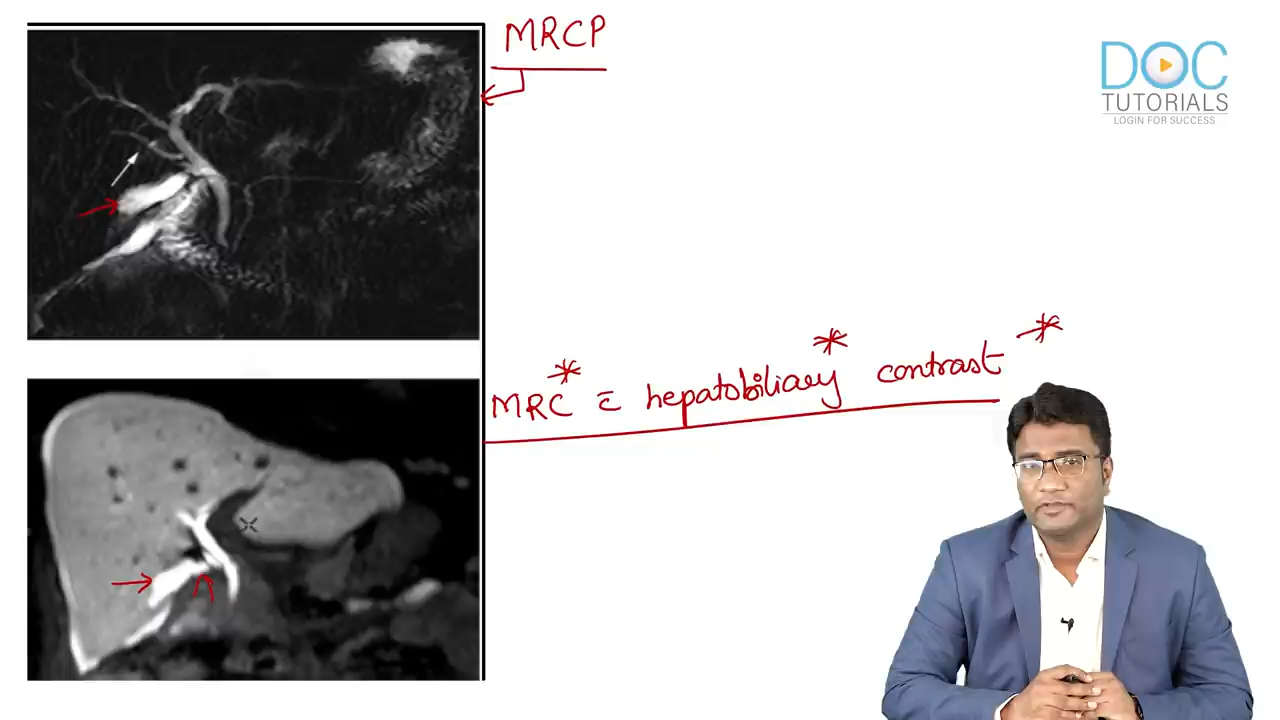 MRCP
DOC
TUTORIALS
LOGIN FOR SUCCESS
MRC c̄ hepatobiliary contrast